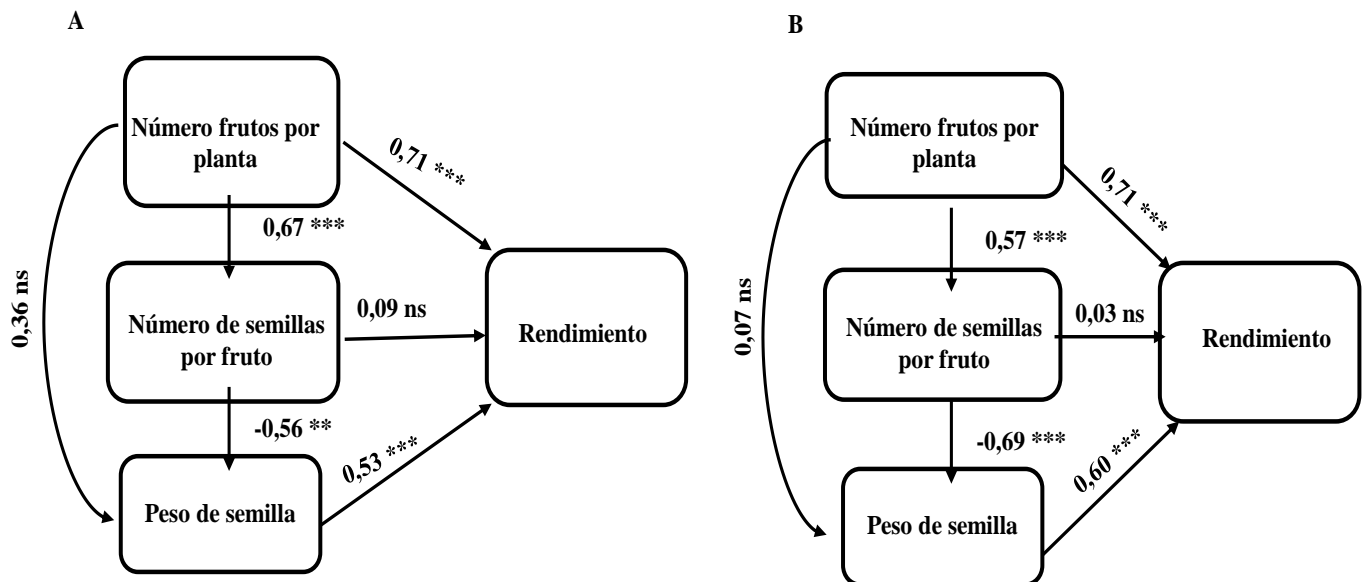 A
Número frutos por
planta
0,71 ***
0,67 ***
0,36 ns
Número de semillas
por fruto
0,09 ns
Rendimiento
-0,56 **
0,53 ***
Peso de semilla
B
Número frutos por
planta
0,71 ***
0,57 ***
0,07 ns
Número de semillas
por fruto
0,03 ns
Rendimiento
-0,69 ***
0,60 ***
Peso de semilla